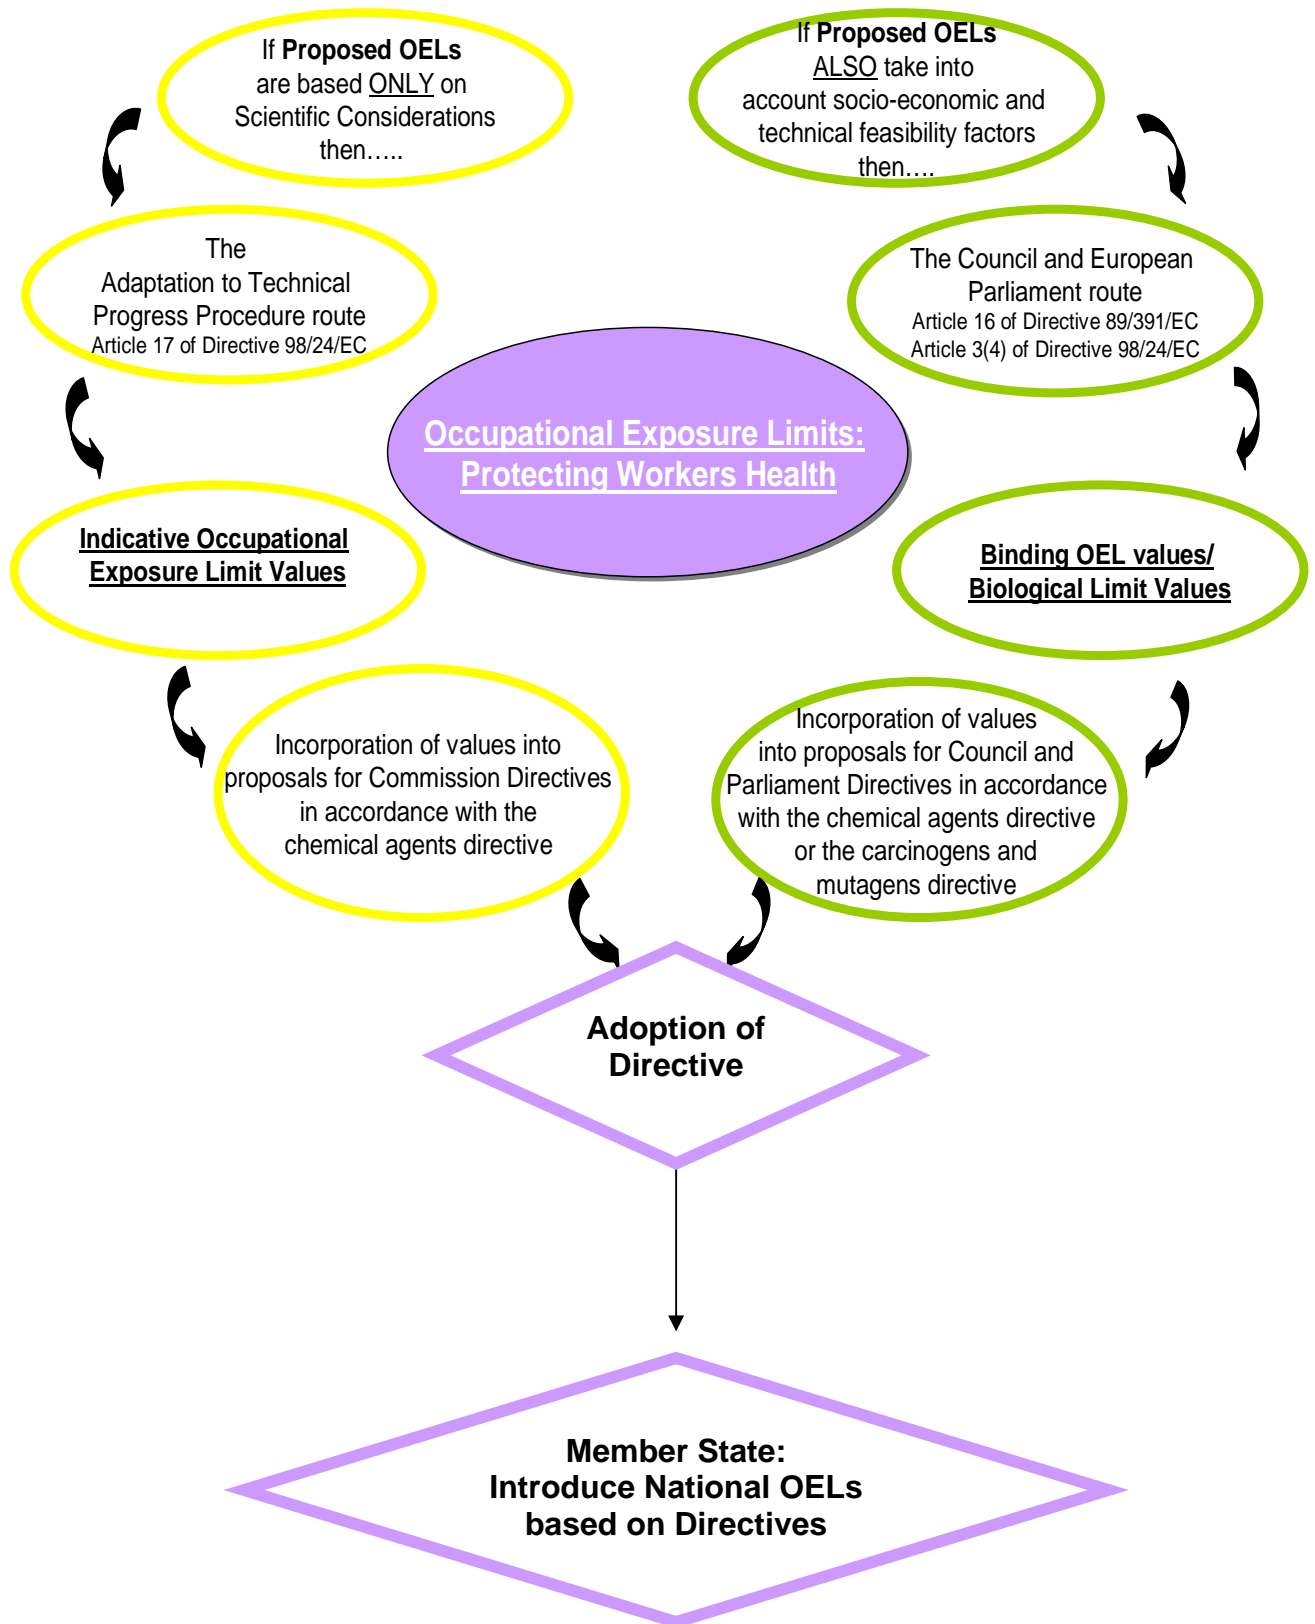 If Proposed OELs
are based ONLY on
Scientific Considerations
then…..
If Proposed OELs
ALSO take into
account socio-economic and
technical feasibility factors
then….
The
Adaptation to Technical
Progress Procedure route
Article 17 of Directive 98/24/EC
The Council and European
Parliament route
Article 16 of Directive 89/391/EC
Article 3(4) of Directive 98/24/EC
Occupational Exposure Limits:
Protecting Workers Health
Indicative Occupational
Exposure Limit Values
Binding OEL values/
Biological Limit Values
Incorporation of values into
proposals for Commission Directives
in accordance with the
chemical agents directive
Incorporation of values
into proposals for Council and
Parliament Directives in accordance
with the chemical agents directive
or the carcinogens and
mutagens directive
Adoption of
Directive
Member State:
Introduce National OELs
based on Directives